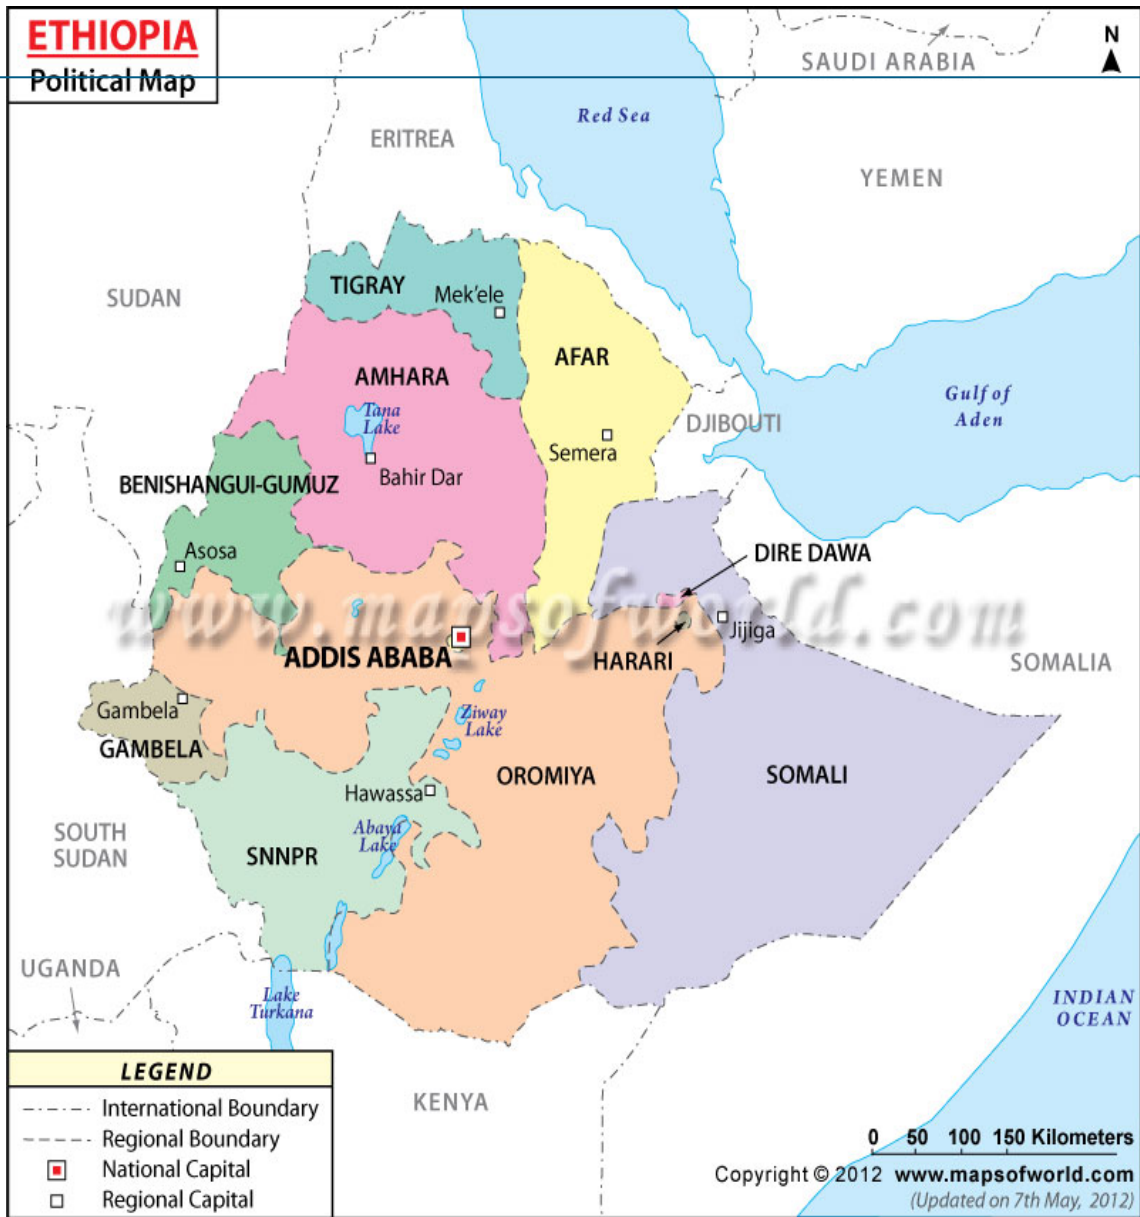 ETHIOPIA
Political Map
N
SAUDI ARABIA
Red Sea
ERITREA
YEMEN
SUDAN
TIGRAY
Mek'ele
AFAR
AMHARA
Gulf of
Aden
Tana
Lake
DJIBOUTI
Semera
Bahir Dar
BENISHANGUI-GUMUZ
Asosa
DIRE DAWA
www.mapsofworld.com
Jijiga
ADDIS ABABA
HARARI
SOMALIA
Gambela
Ziway
Lake
GAMBELA
OROMIYA
SOMALI
Hawassa
SOUTH
SUDAN
Abaya
Lake
SNNPR
UGANDA
Lake
Turkana
INDIAN
OCEAN
LEGEND
International Boundary
Regional Boundary
National Capital
Regional Capital
KENYA
0 50 100 150 Kilometers
Copyright © 2012 www.mapsofworld.com
(Updated on 7th May, 2012)